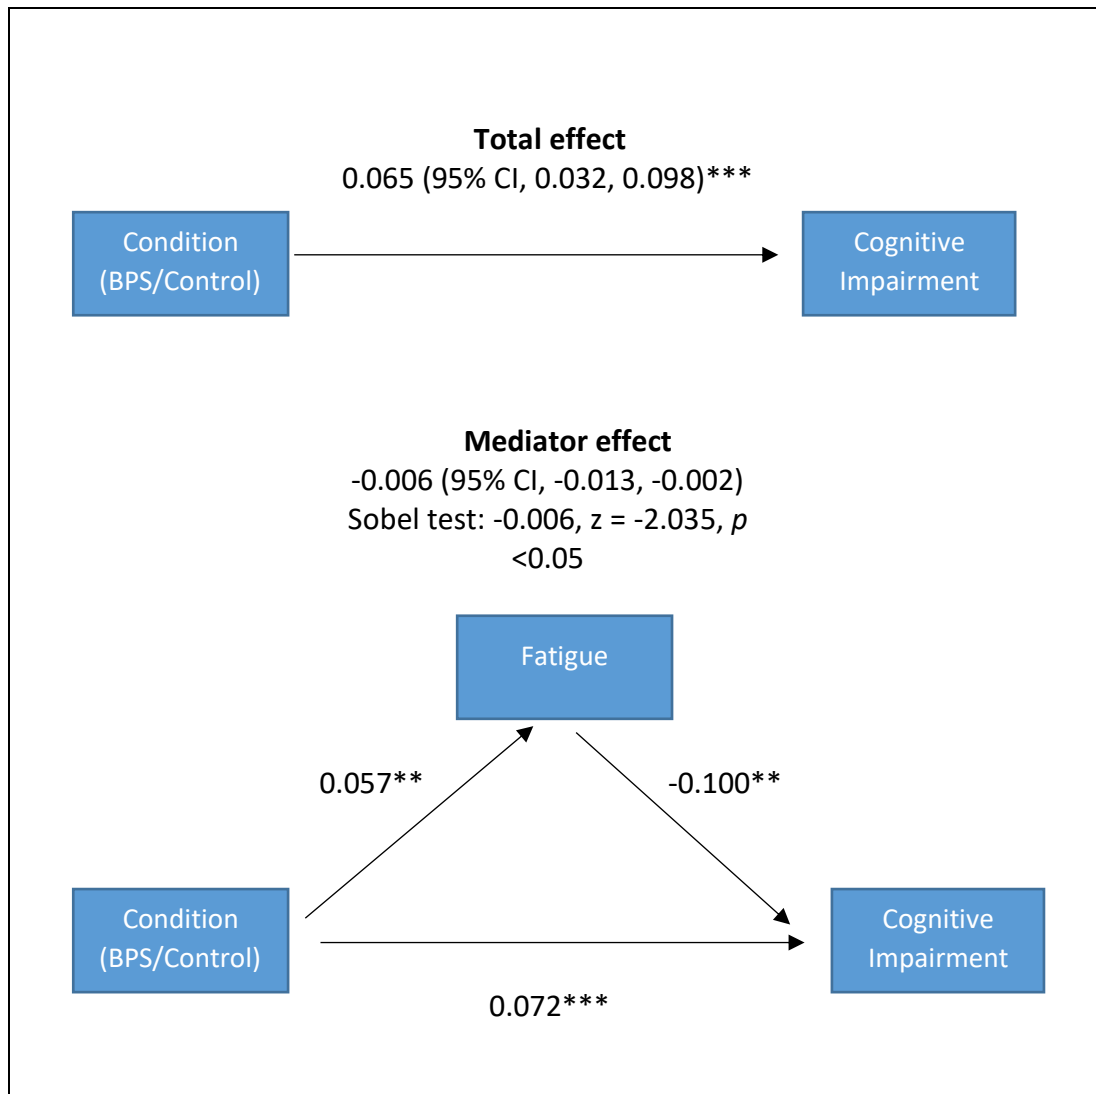 Total effect
0.065 (95% CI, 0.032, 0.098)***
Condition
(BPS/Control)
Cognitive
Impairment
Mediator effect
-0.006 (95% CI, -0.013, -0.002)
Sobel test: -0.006, z = -2.035, p
<0.05
Fatigue
0.057**
-0.100**
Condition
(BPS/Control)
Cognitive
Impairment
0.072***